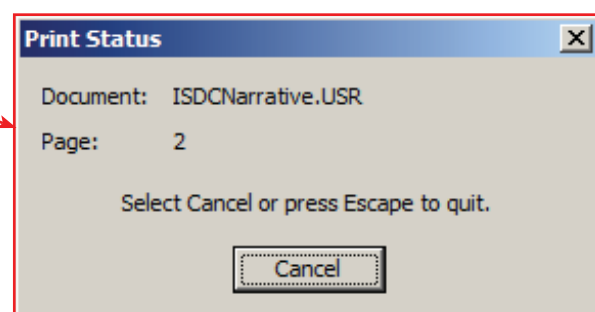 Print Status
Document: ISDCNarrative.USR
Page: 2
Select Cancel or press Escape to quit.
Cancel